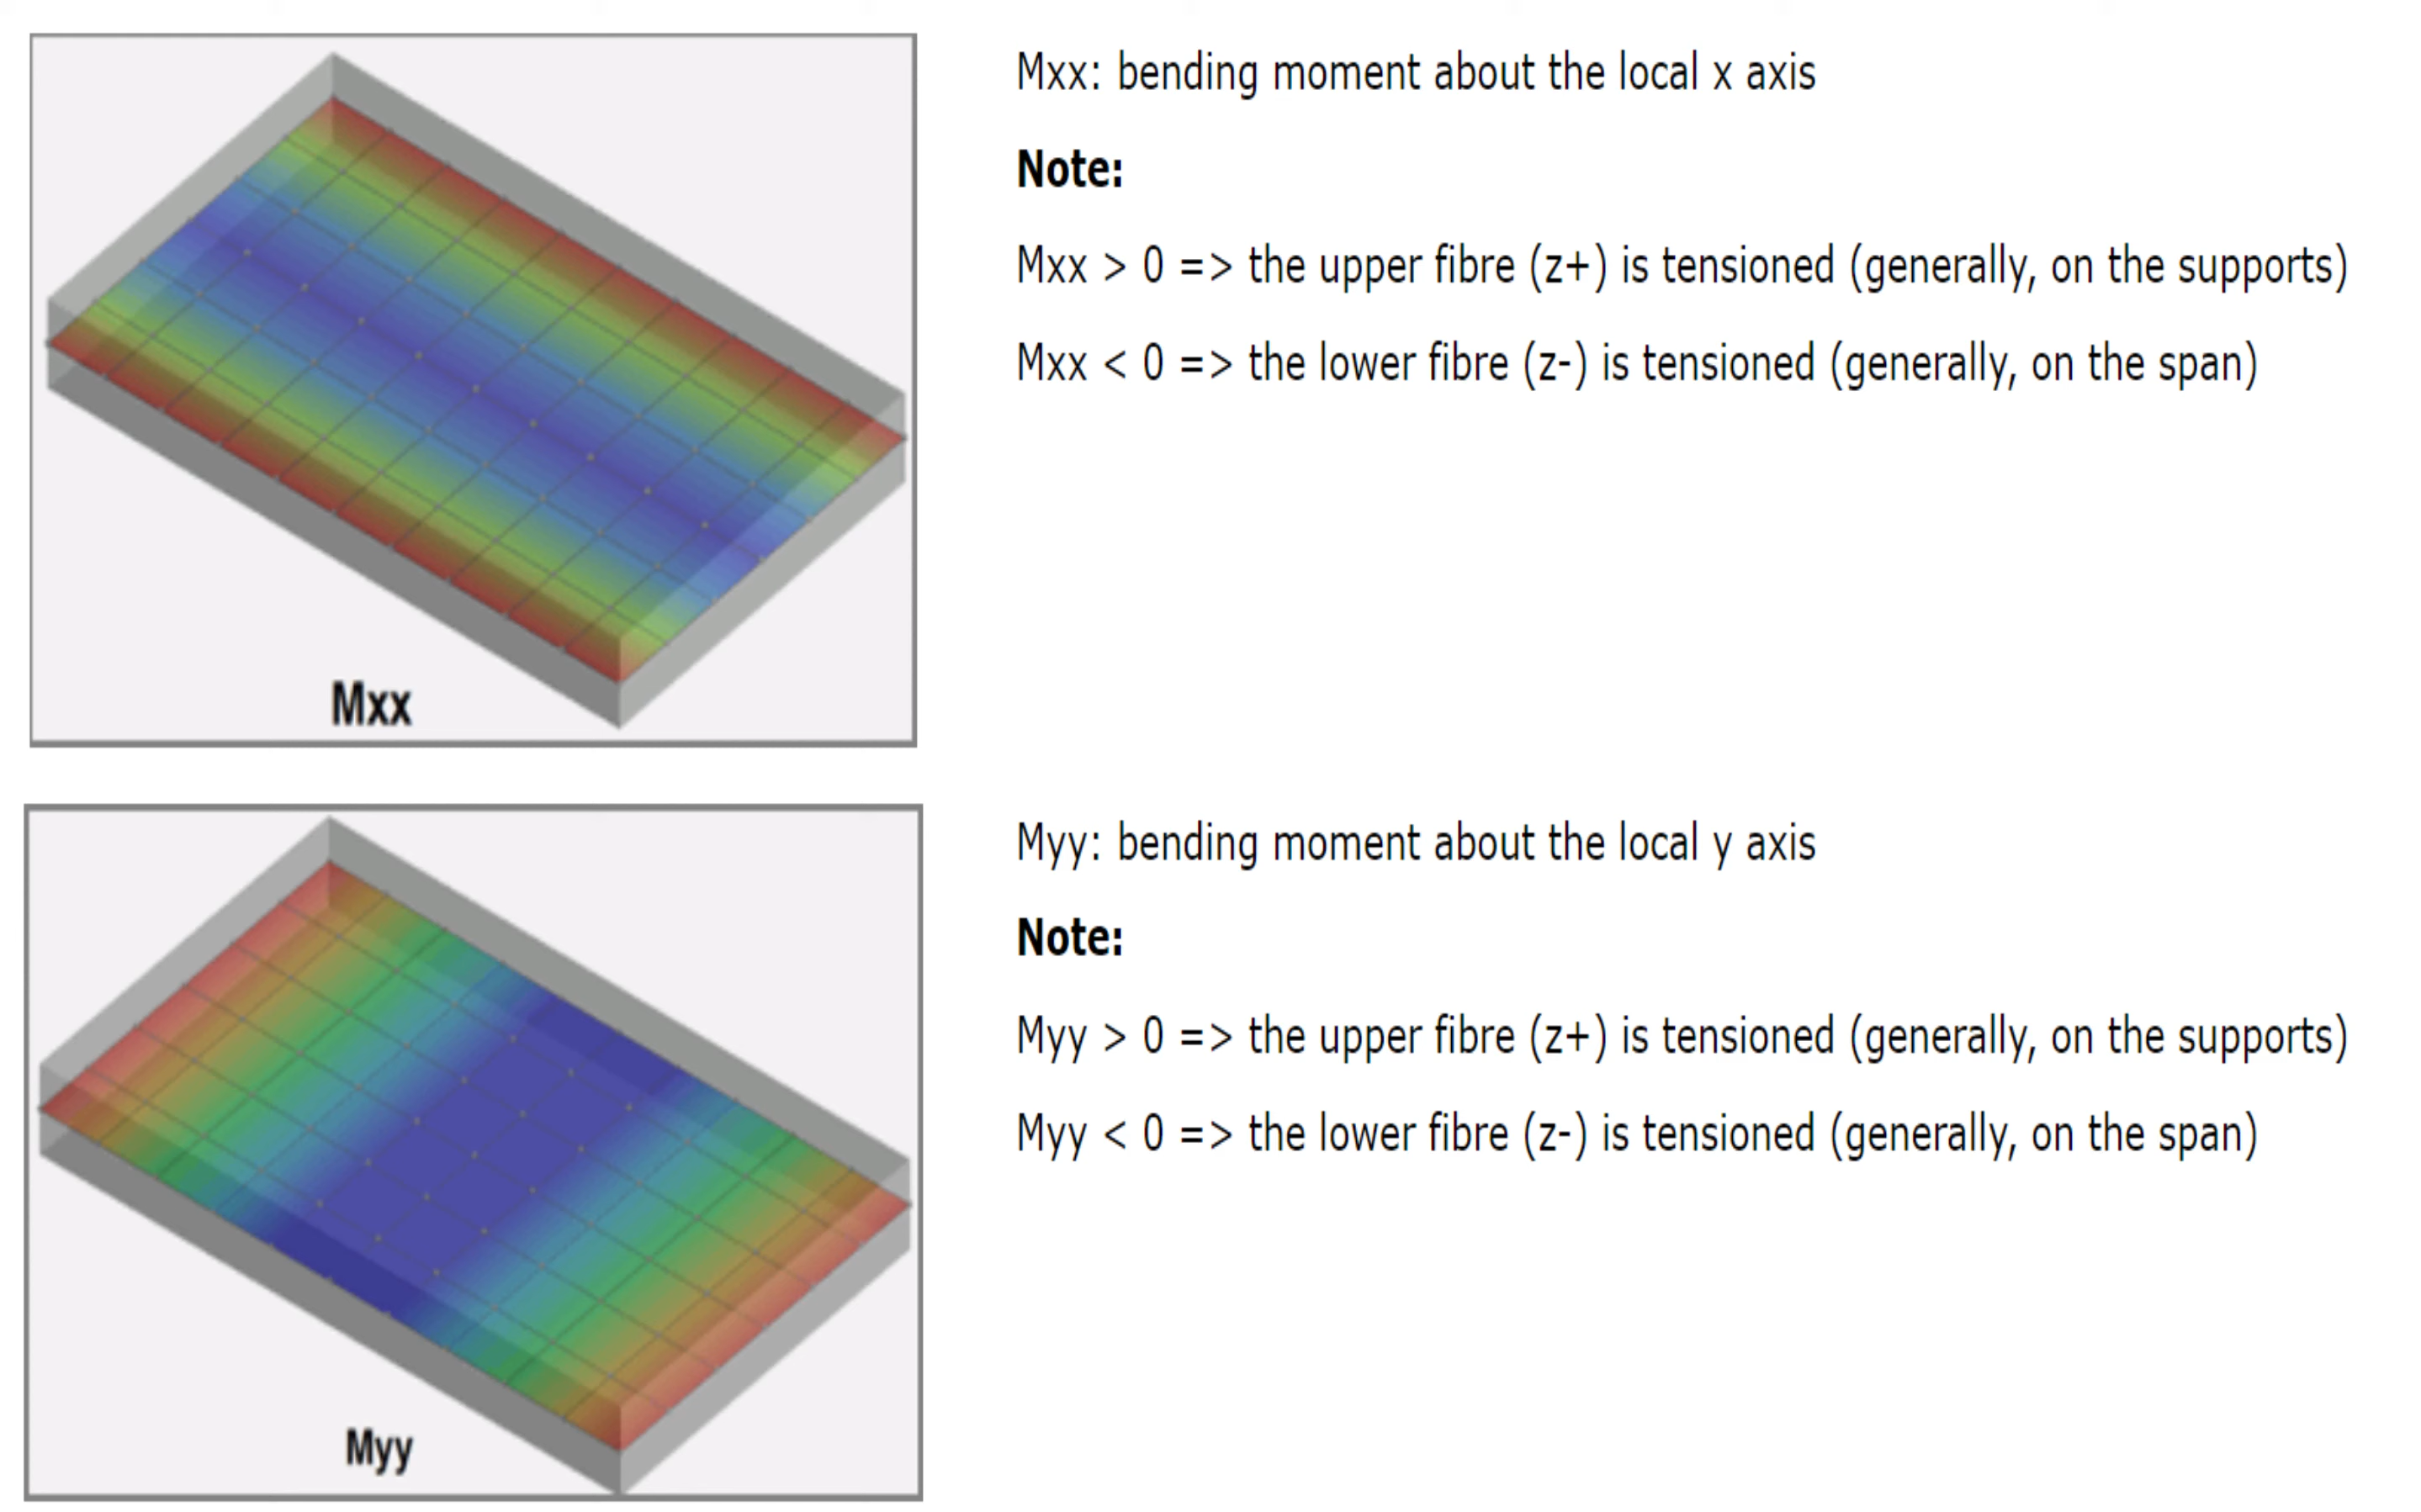 Mxx: bending moment about the local x axis
Note:
Mxx > 0 => the upper fibre (z+) is tensioned (generally, on the supports)
Mxx < 0 => the lower fibre (z-) is tensioned (generally, on the span)
Mxx
Myy: bending moment about the local y axis
Note:
Myy > 0 => the upper fibre (z+) is tensioned (generally, on the supports)
Myy < 0 => the lower fibre (z-) is tensioned (generally, on the span)
Myy